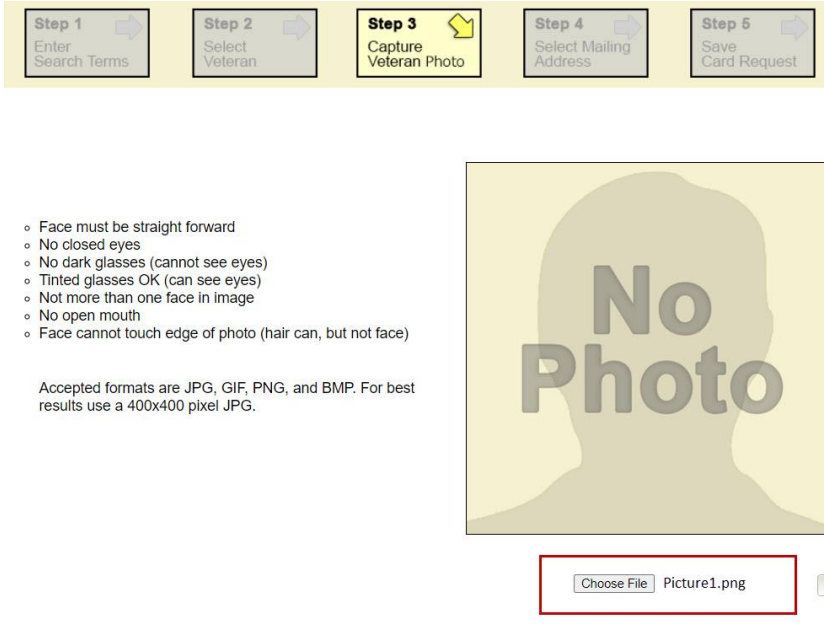 Step 1
Enter
Search Terms
Step 2
Select
Veteran
Step 3
Capture
Veteran Photo
Step 4
Select Mailing
Address
Step 5
Save
Card Request
Face must be straight forward
No closed eyes
No dark glasses (cannot see eyes)
Tinted glasses OK (can see eyes)
Not more than one face in image
No open mouth
Face cannot touch edge of photo (hair can, but not face)
Accepted formats are JPG, GIF, PNG, and BMP. For best
results use a 400x400 pixel JPG.
No
Photo
Choose File Picture1.png